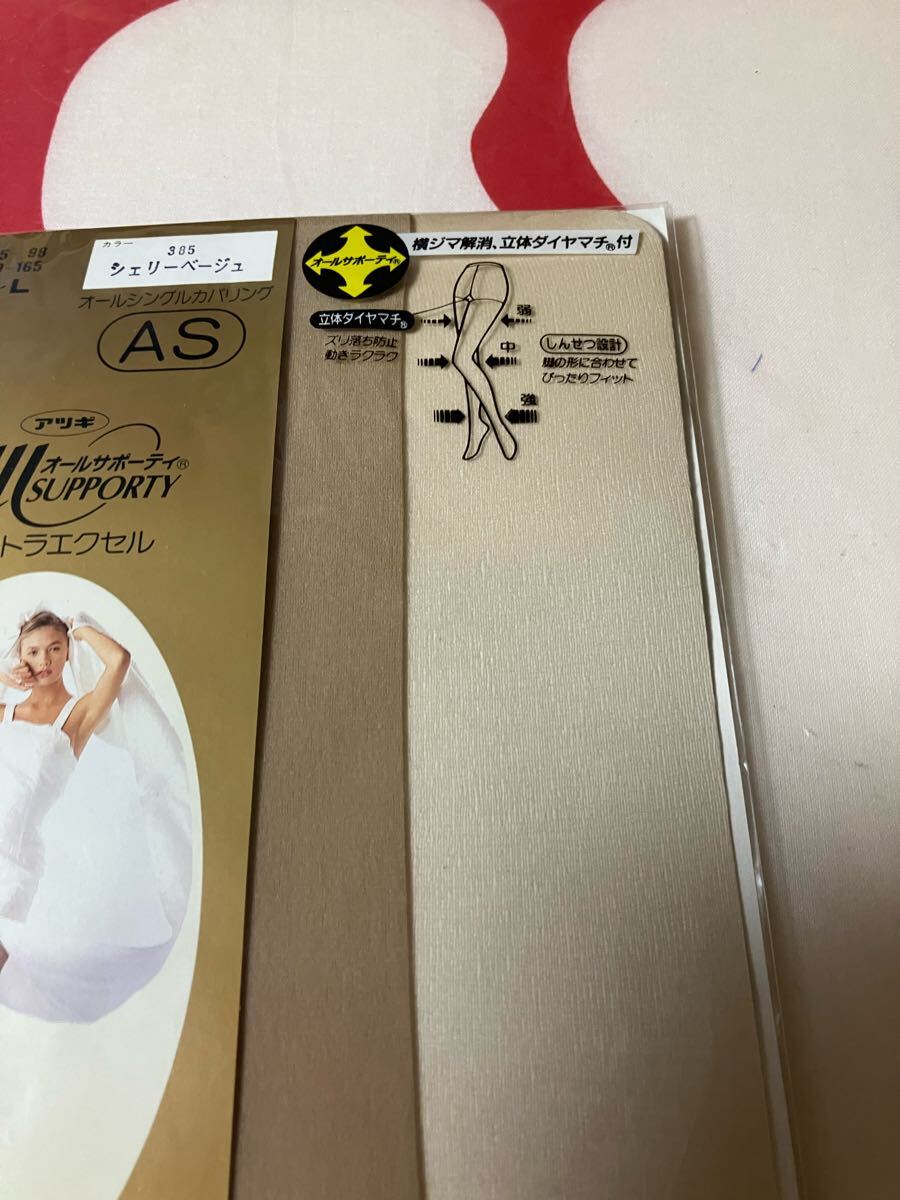 98
165
L
カラー 385
シェリーベージュ
オールシングルカバリング
AS
アツギ
オールサポーティ®
SUPPORTY
トラエクセル
オールサポーティ®
横ジマ解消、立体ダイヤマチ®付
立体ダイヤマチ®
ズリ落ち防止
動きラクラク
弱
中
強
しんせつ設計
脚の形に合わせて
ぴったりフィット